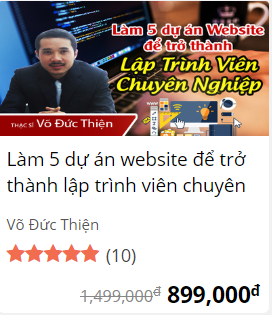 Làm 5 dự án Website
để trở thành
Lập Trình Viên
Chuyên Nghiệp
THẠC SĨ Võ Đức Thiện
Làm 5 dự án website để trở
thành lập trình viên chuyên
Võ Đức Thiện
(10)
1,499,000đ 899,000đ